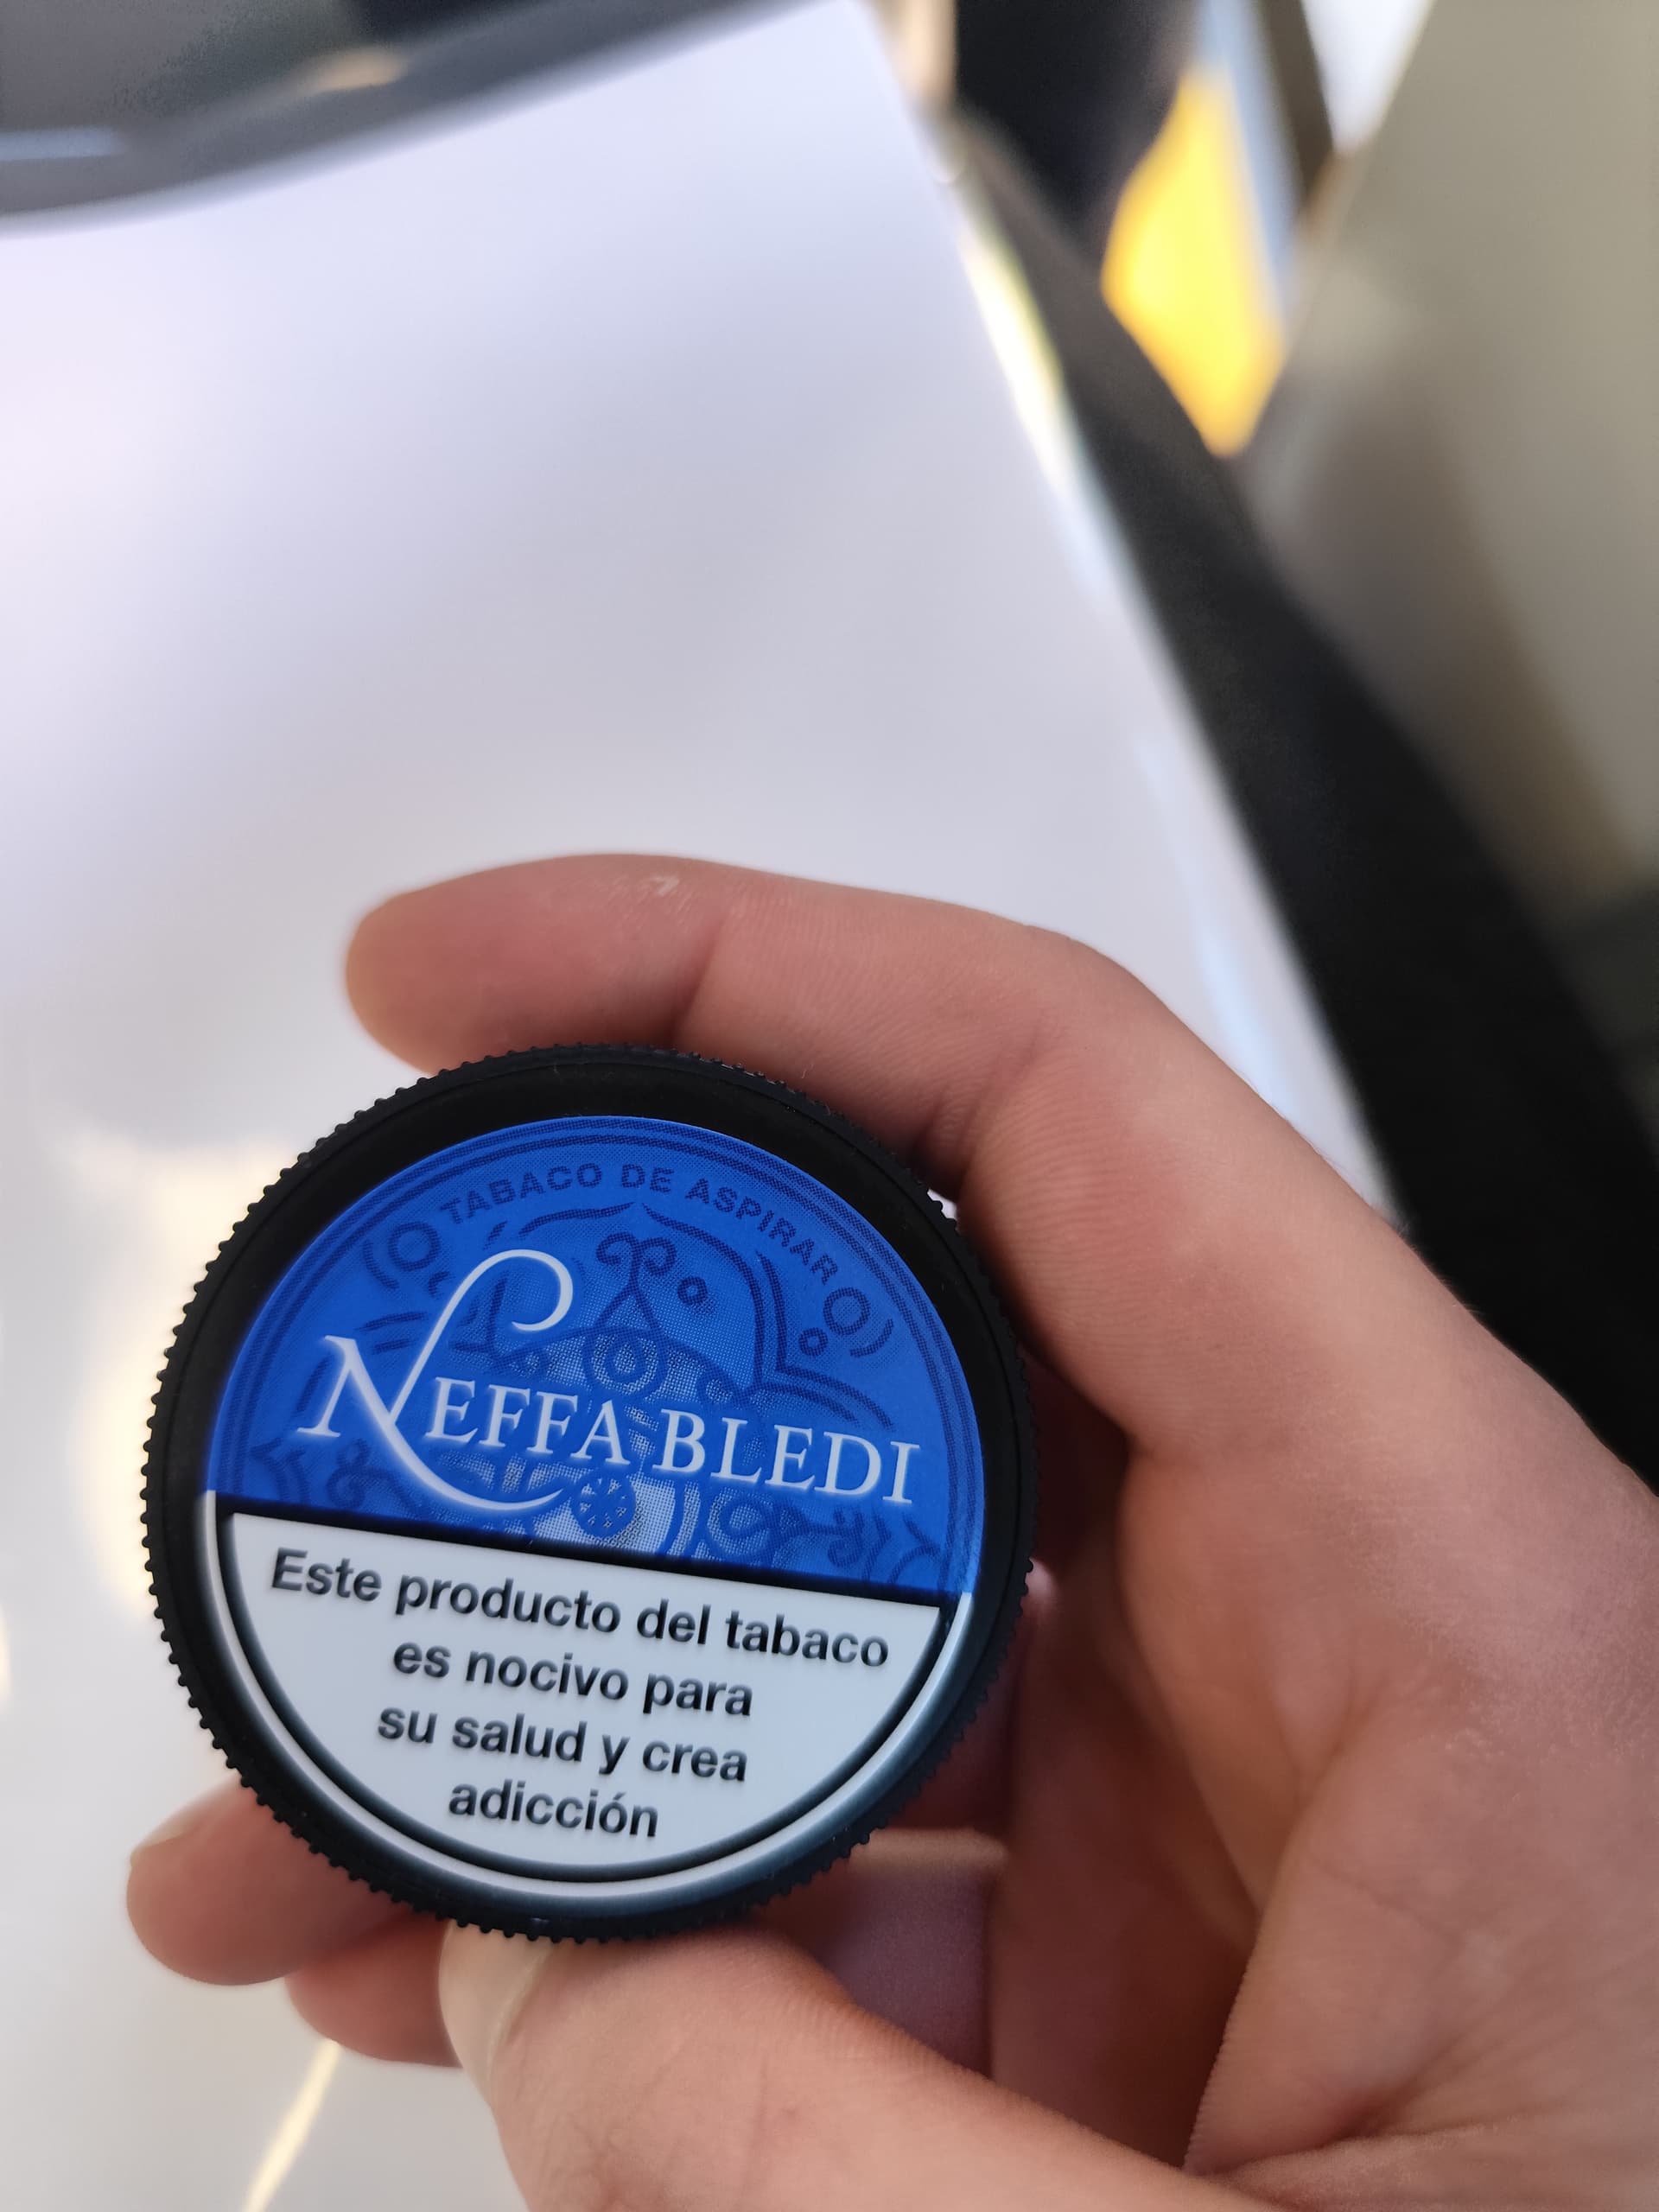 TABACO DE ASPIRAR
NEFFA BLEDI
Este producto del tabaco
es nocivo para
su salud y crea
adicción